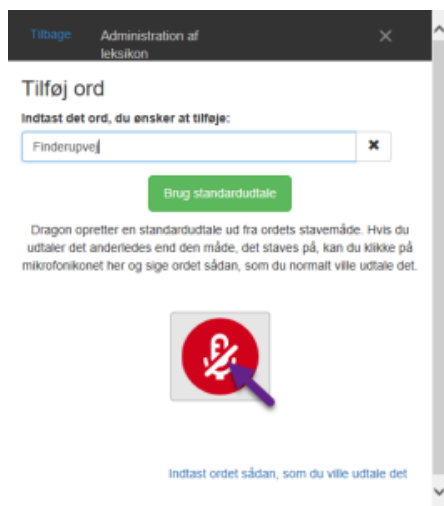 Tilbage Administration af
leksikon
Tilføj ord
Indtast det ord, du ønsker at tilføje:
Finderupvej
Brug standardudtale
Dragon opretter en standardudtale ud fra ordets stavemåde. Hvis du
udtaler det anderledes end den måde, det staves på, kan du klikke på
mikrofonikonet her og sige ordet sådan, som du normalt ville udtale det.
Indtast ordet sådan, som du ville udtale det